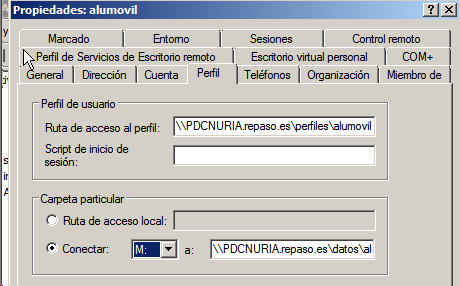 Propiedades: alumovil
Marcado Entorno Sesiones Control remoto
Perfil de Servicios de Escritorio remoto Escritorio virtual personal COM+
General Dirección Cuenta Perfil Teléfonos Organización Miembro de
Perfil de usuario
Ruta de acceso al perfil: \\PDCNURIA.repaso.es\perfiles\alumovil
Script de inicio de
sesión:
Carpeta particular
Ruta de acceso local:
Conectar: M: a: \\PDCNURIA.repaso.es\datos\al